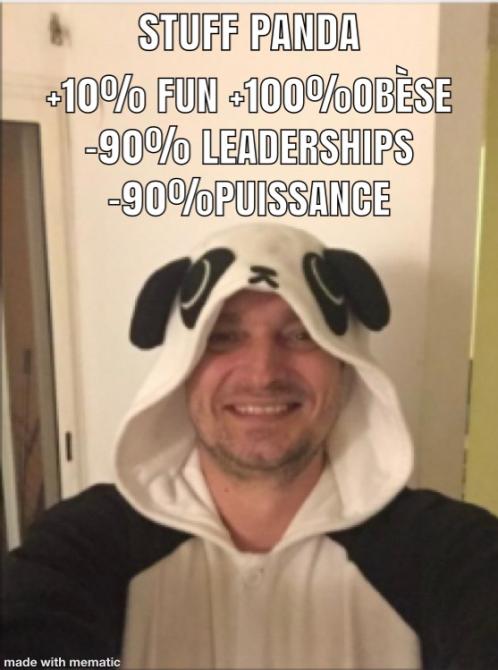 STUFF PANDA
+10% FUN +100%OBÈSE
-90% LEADERSHIPS
-90%PUISSANCE
made with mematic